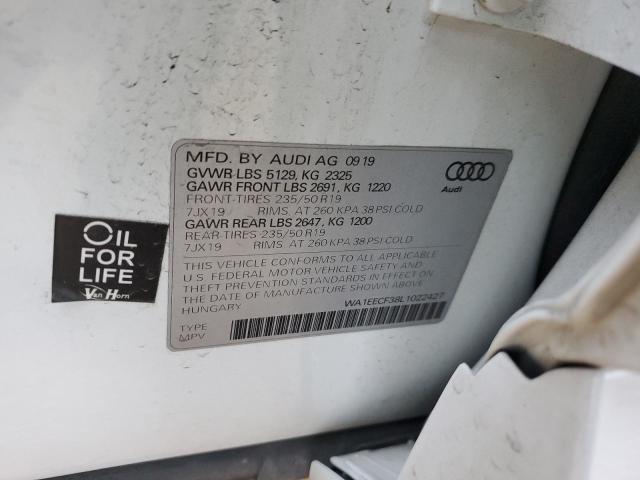 MFD. BY AUDI AG 09 19
GVWR-LBS 5129, KG 2325
GAWR FRONT LBS 2691, KG 1220
FRONT-TIRES 235/50 R19
7JX19 RIMS. AT 260 KPA 38 PSI COLD
GAWR REAR LBS 2647, KG 1200
REAR-TIRES 235/50 R19
7JX19 RIMS. AT 260 KPA 38 PSI COLD
THIS VEHICLE CONFORMS TO ALL APPLICABLE
U.S. FEDERAL MOTOR VEHICLE SAFETY AND
THEFT PREVENTION STANDARDS IN EFFECT ON
THE DATE OF MANUFACTURE SHOWN ABOVE
HUNGARY
WA1EECF38L1022427
TYPE:
MPV
Audi
OIL
FOR
LIFE
Van Horn